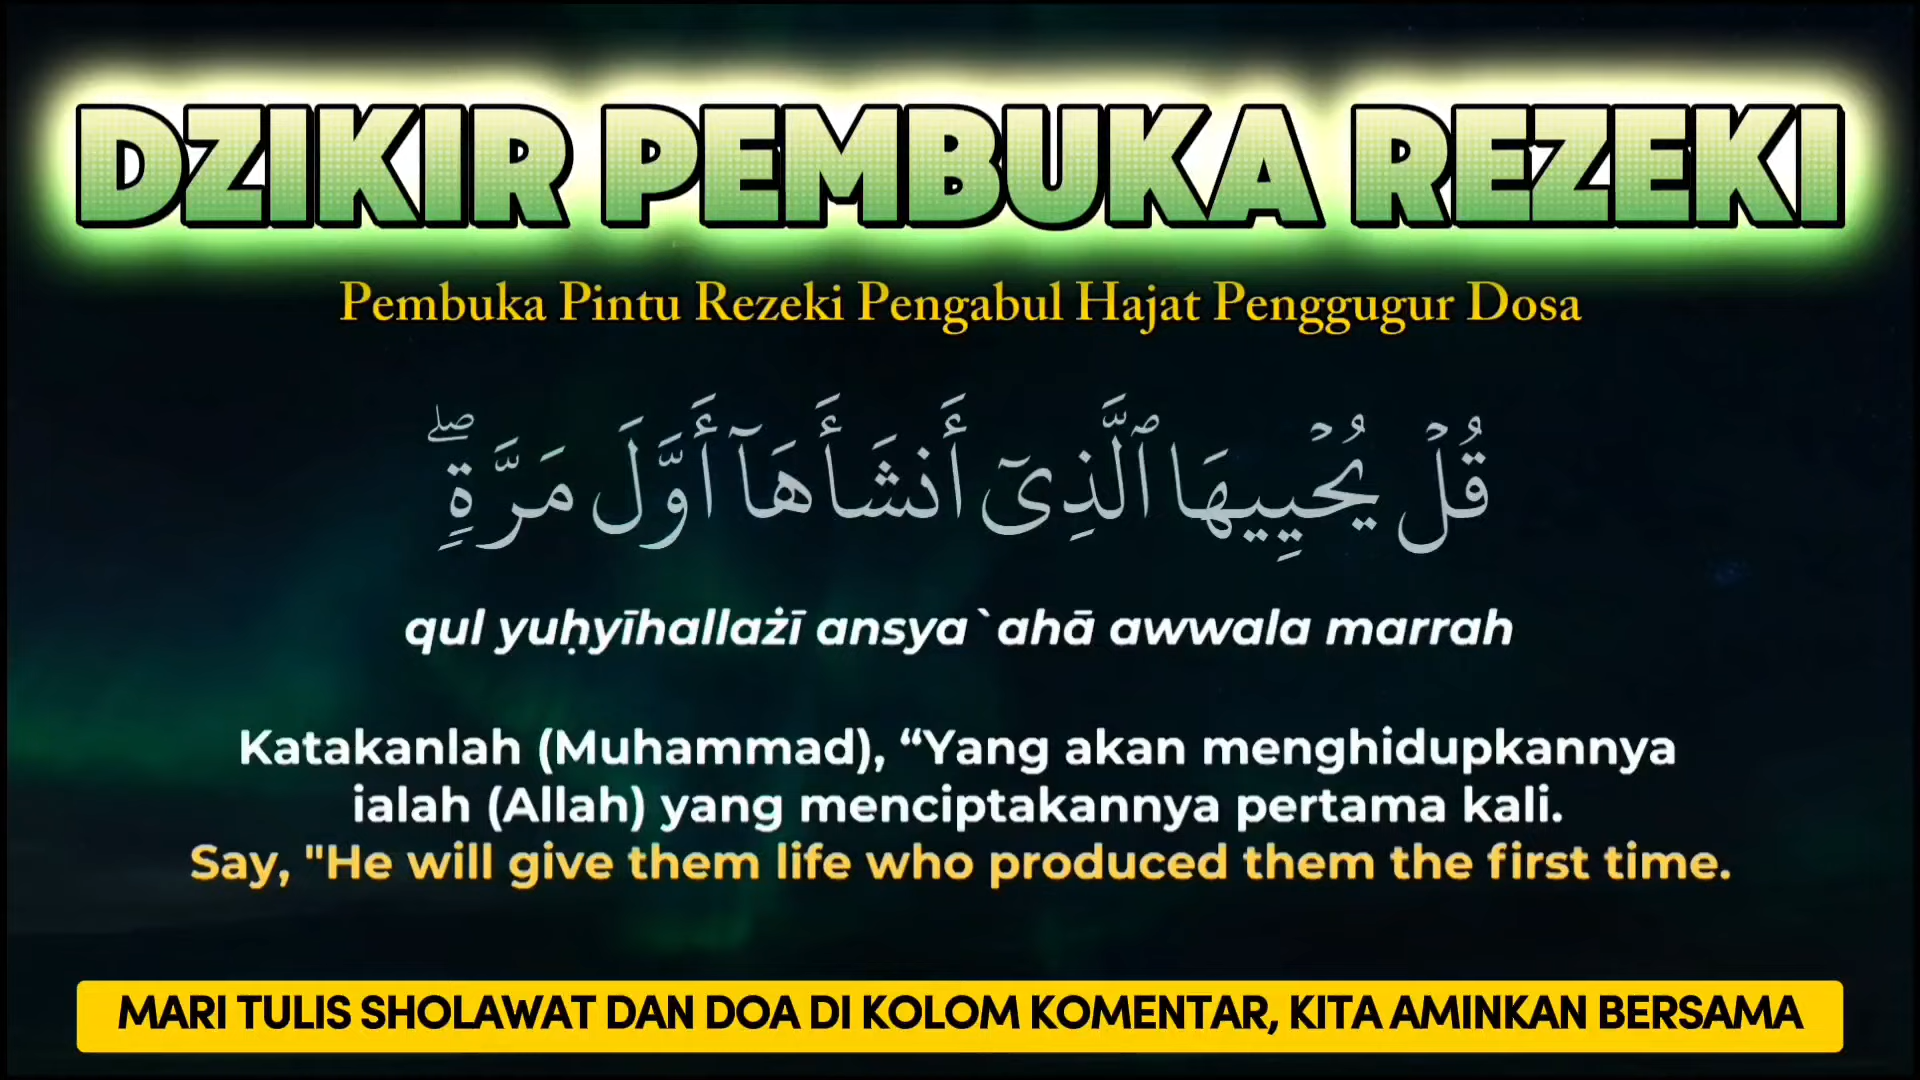 DZIKIR PEMBUKA REZEKI
Pembuka Pintu Rezeki Pengabul Hajat Penggugur Dosa
قُلْ يُحْيِيهَا ٱلَّذِىٓ أَنشَأَهَآ أَوَّلَ مَرَّةٍۢ ۖ
qul yuḥyīhallażī ansya`ahā awwala marrah
Katakanlah (Muhammad), “Yang akan menghidupkannya
ialah (Allah) yang menciptakannya pertama kali.
Say, "He will give them life who produced them the first time.
MARI TULIS SHOLAWAT DAN DOA DI KOLOM KOMENTAR, KITA AMINKAN BERSAMA